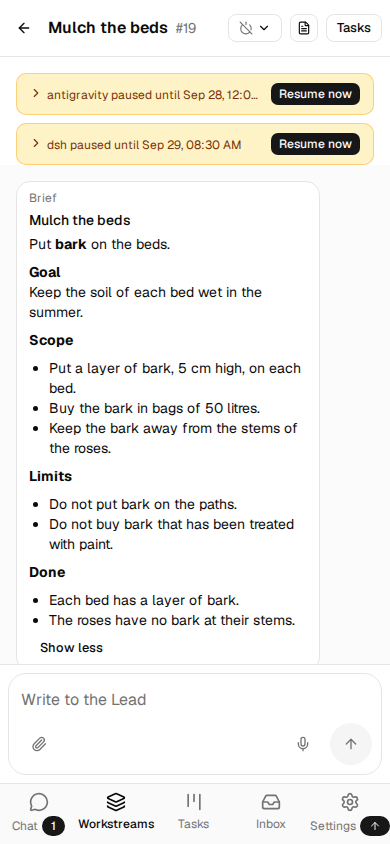 Mulch the beds #19
Tasks
antigravity paused until Sep 28, 12:0...
Resume now
dsh paused until Sep 29, 08:30 AM
Resume now
Brief
Mulch the beds
Put bark on the beds.
Goal
Keep the soil of each bed wet in the
summer.
Scope
• Put a layer of bark, 5 cm high, on each
bed.
• Buy the bark in bags of 50 litres.
• Keep the bark away from the stems of
the roses.
Limits
• Do not put bark on the paths.
• Do not buy bark that has been treated
with paint.
Done
• Each bed has a layer of bark.
• The roses have no bark at their stems.
Show less
Write to the Lead
Chat 1
Workstreams
Tasks
Inbox
Settings